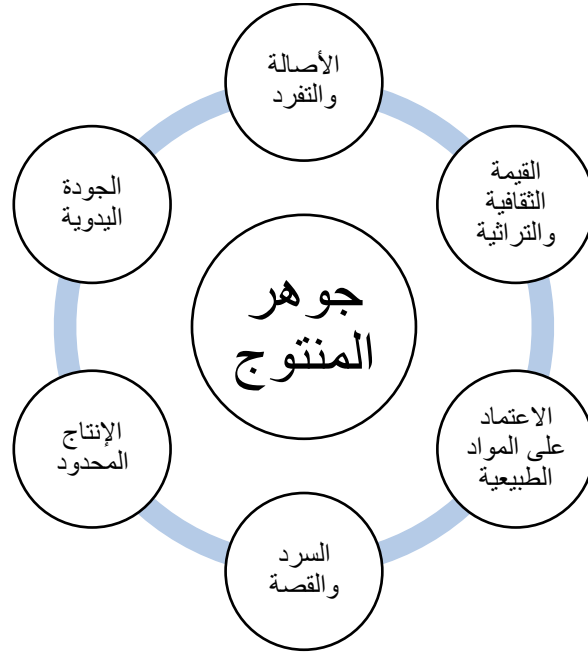 الأصالة
والتفرد
القيمة
الثقافية
والتراثية
الاعتماد
على المواد
الطبيعية
السرد
والقصة
الإنتاج
المحدود
الجودة
اليدوية
جوهر
المنتوج